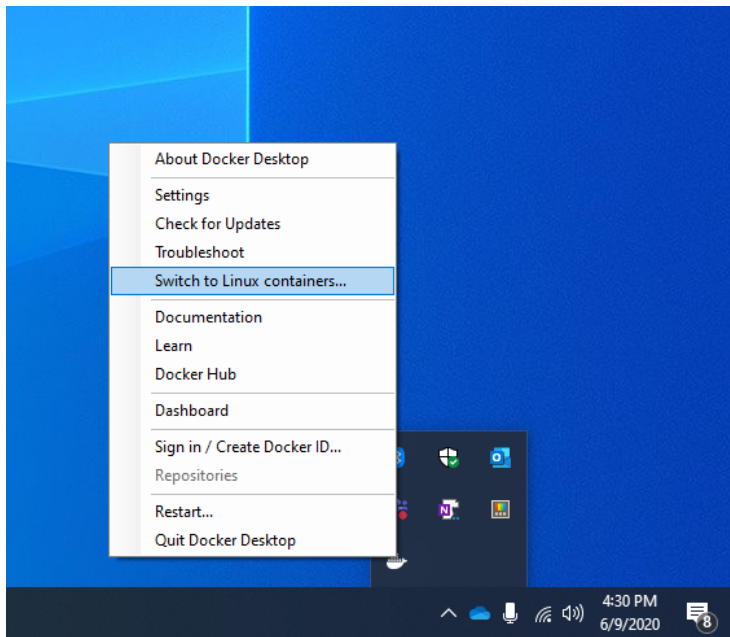 About Docker Desktop
Settings
Check for Updates
Troubleshoot
Switch to Linux containers...
Documentation
Learn
Docker Hub
Dashboard
Sign in / Create Docker ID...
Repositories
Restart...
Quit Docker Desktop
4:30 PM
6/9/2020
8